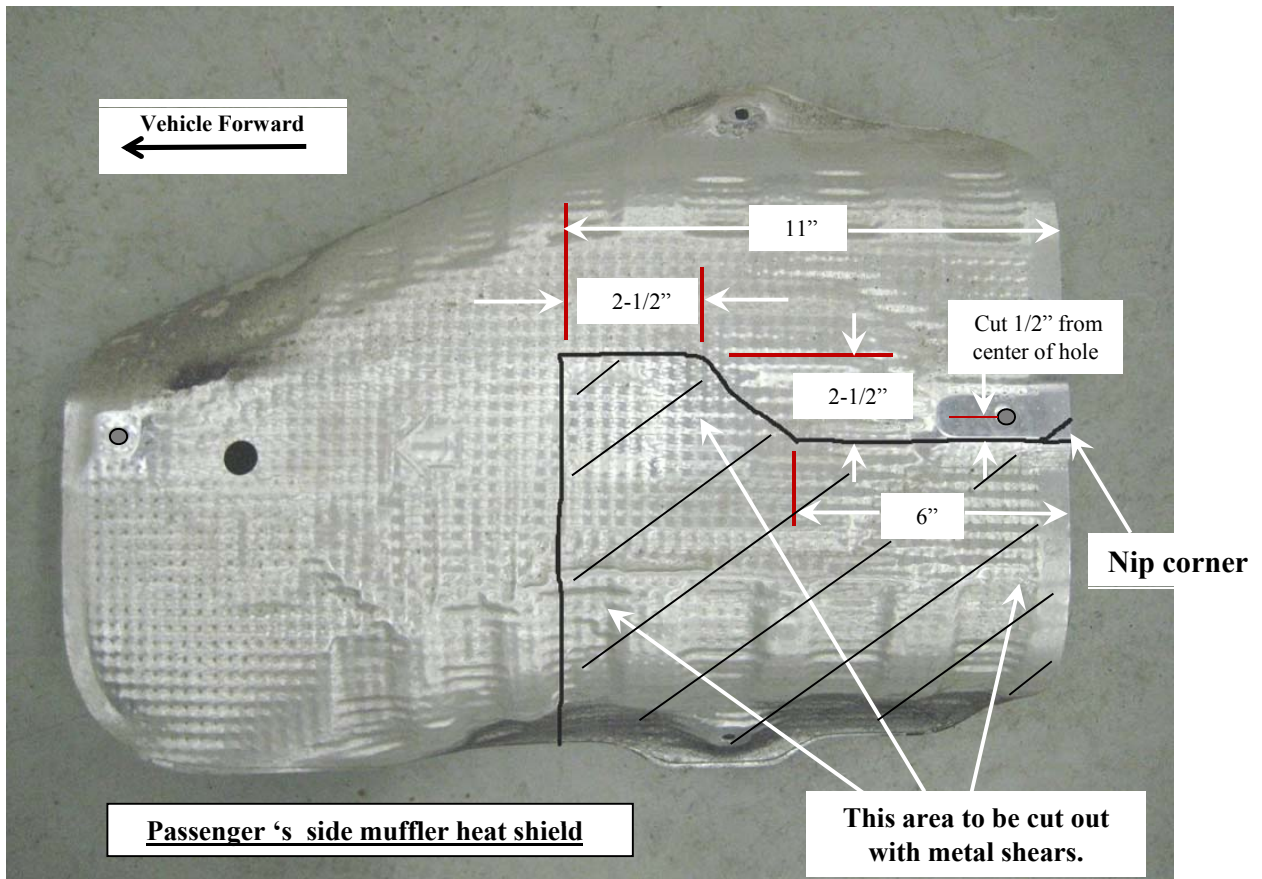 Vehicle Forward
11”
2-1/2”
Cut 1/2” from
center of hole
2-1/2”
6”
Nip corner
Passenger ‘s side muffler heat shield
This area to be cut out
with metal shears.